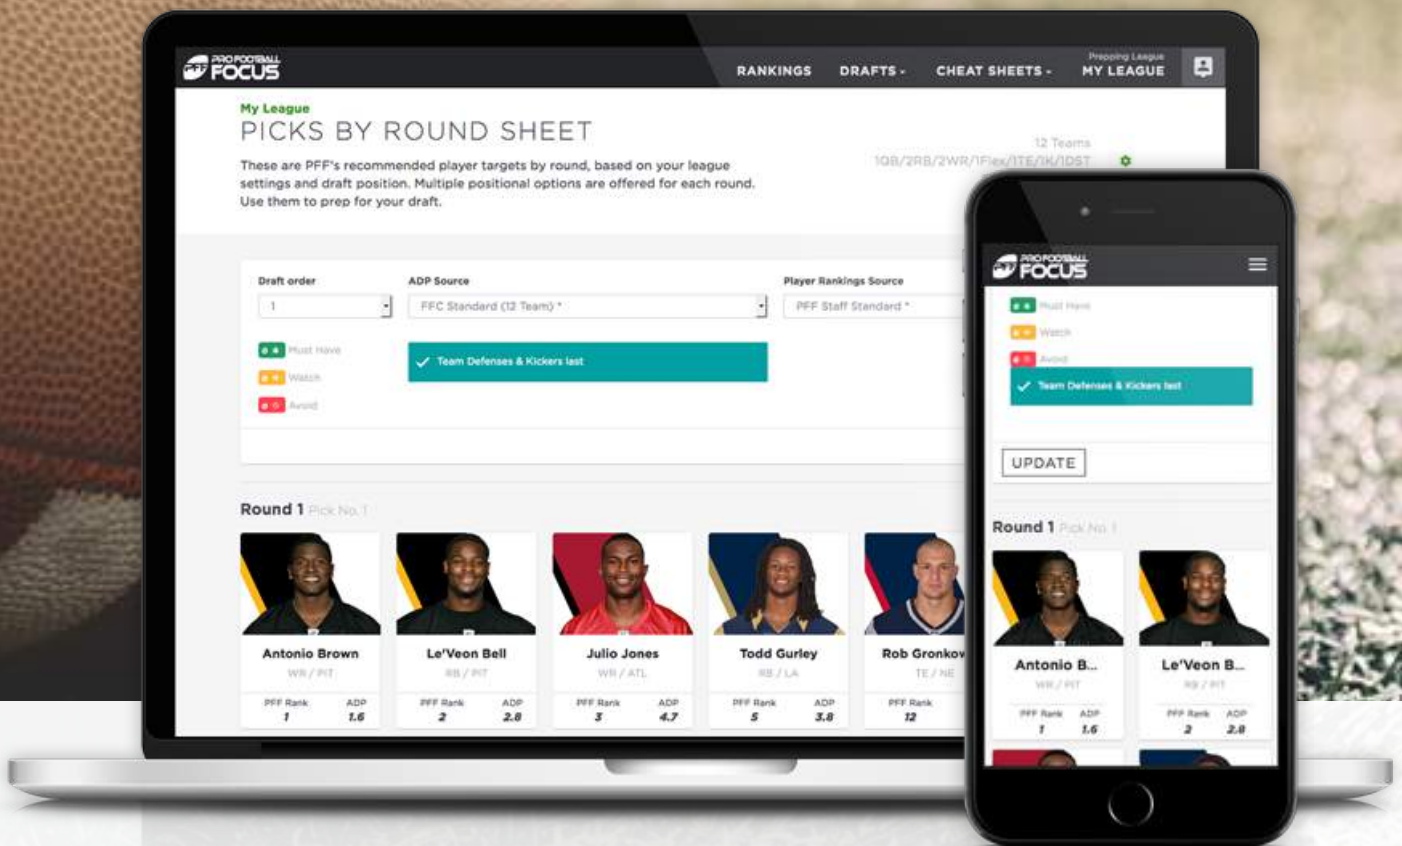 PFF PRO FOOTBALL
FOCUS
RANKINGS DRAFTS CHEAT SHEETS Prepping League MY LEAGUE
My League
PICKS BY ROUND SHEET
These are PFF's recommended player targets by round, based on your league
settings and draft position. Multiple positional options are offered for each round.
Use them to prep for your draft.
12 Teams
1QB/2RB/2WR/1Flex/1TE/1K/1DST
Draft order ADP Source Player Rankings Source
1 FFC Standard (12 Team) * PFF Staff Standard *
Must Have
Watch
Avoid
✓ Team Defenses & Kickers last
Round 1 Pick No. 1
Antonio Brown Le'Veon Bell Julio Jones Todd Gurley Rob Gronkow
WR / PIT RB / PIT WR / ATL RB / LA TE / NE
PFF Rank ADP PFF Rank ADP PFF Rank ADP PFF Rank ADP PFF Rank
1 1.6 2 2.8 3 4.7 5 3.8 12
PFF PRO FOOTBALL
FOCUS
Must Have
Watch
Avoid
✓ Team Defenses & Kickers last
UPDATE
Round 1 Pick No. 1
Antonio B... Le'Veon B...
WR / PIT RB / PIT
PFF Rank ADP PFF Rank ADP
1 1.6 2 2.8